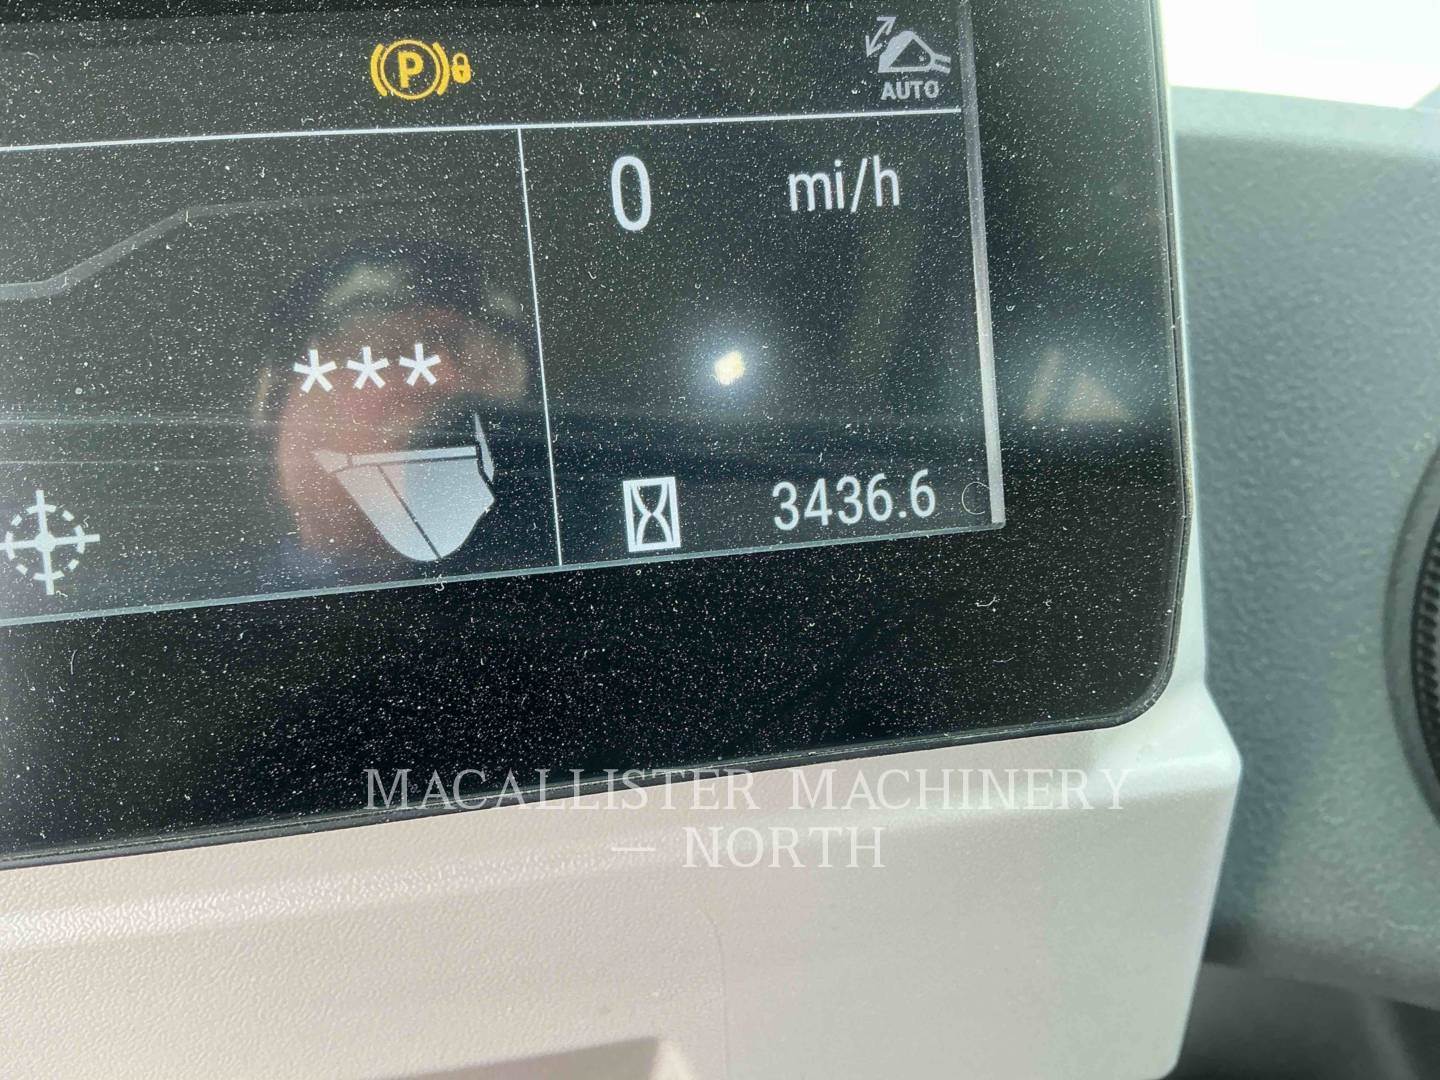 P
AUTO
0 mi/h
***
3436.6
MACALLISTER MACHINERY
— NORTH